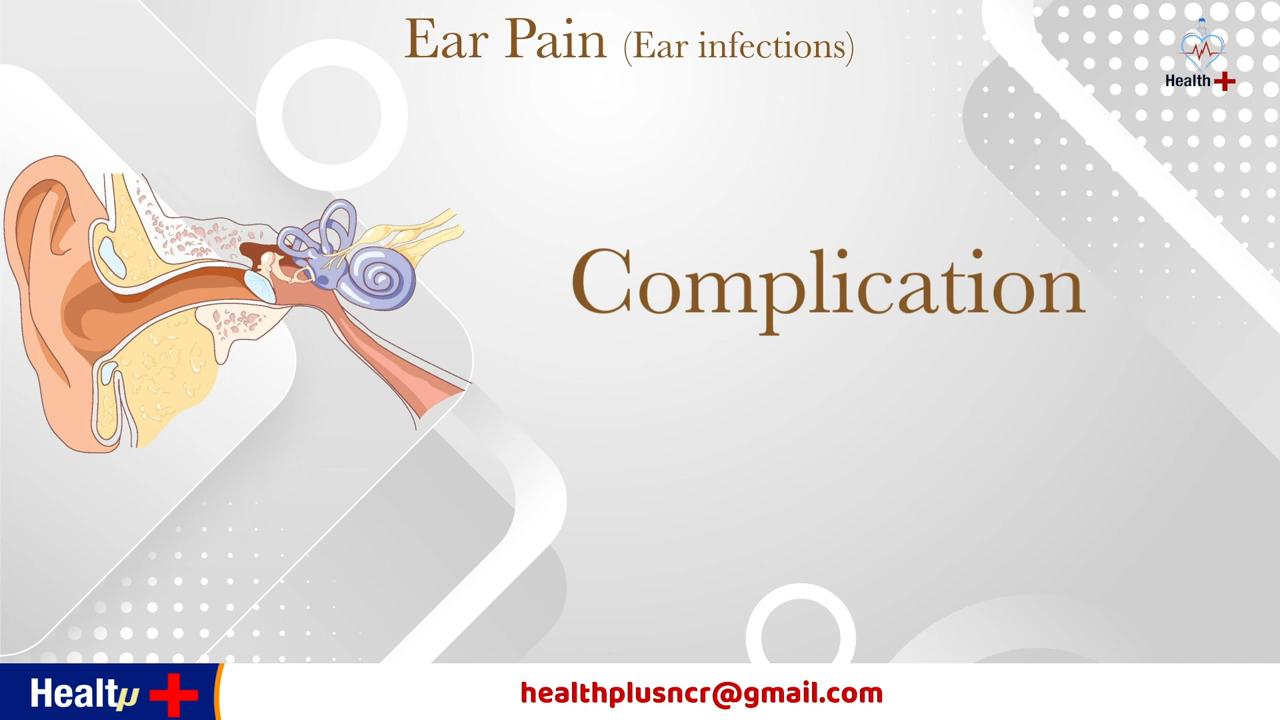 Ear Pain (Ear infections)
Health
Complication
Healtμ
healthplusncr@gmail.com